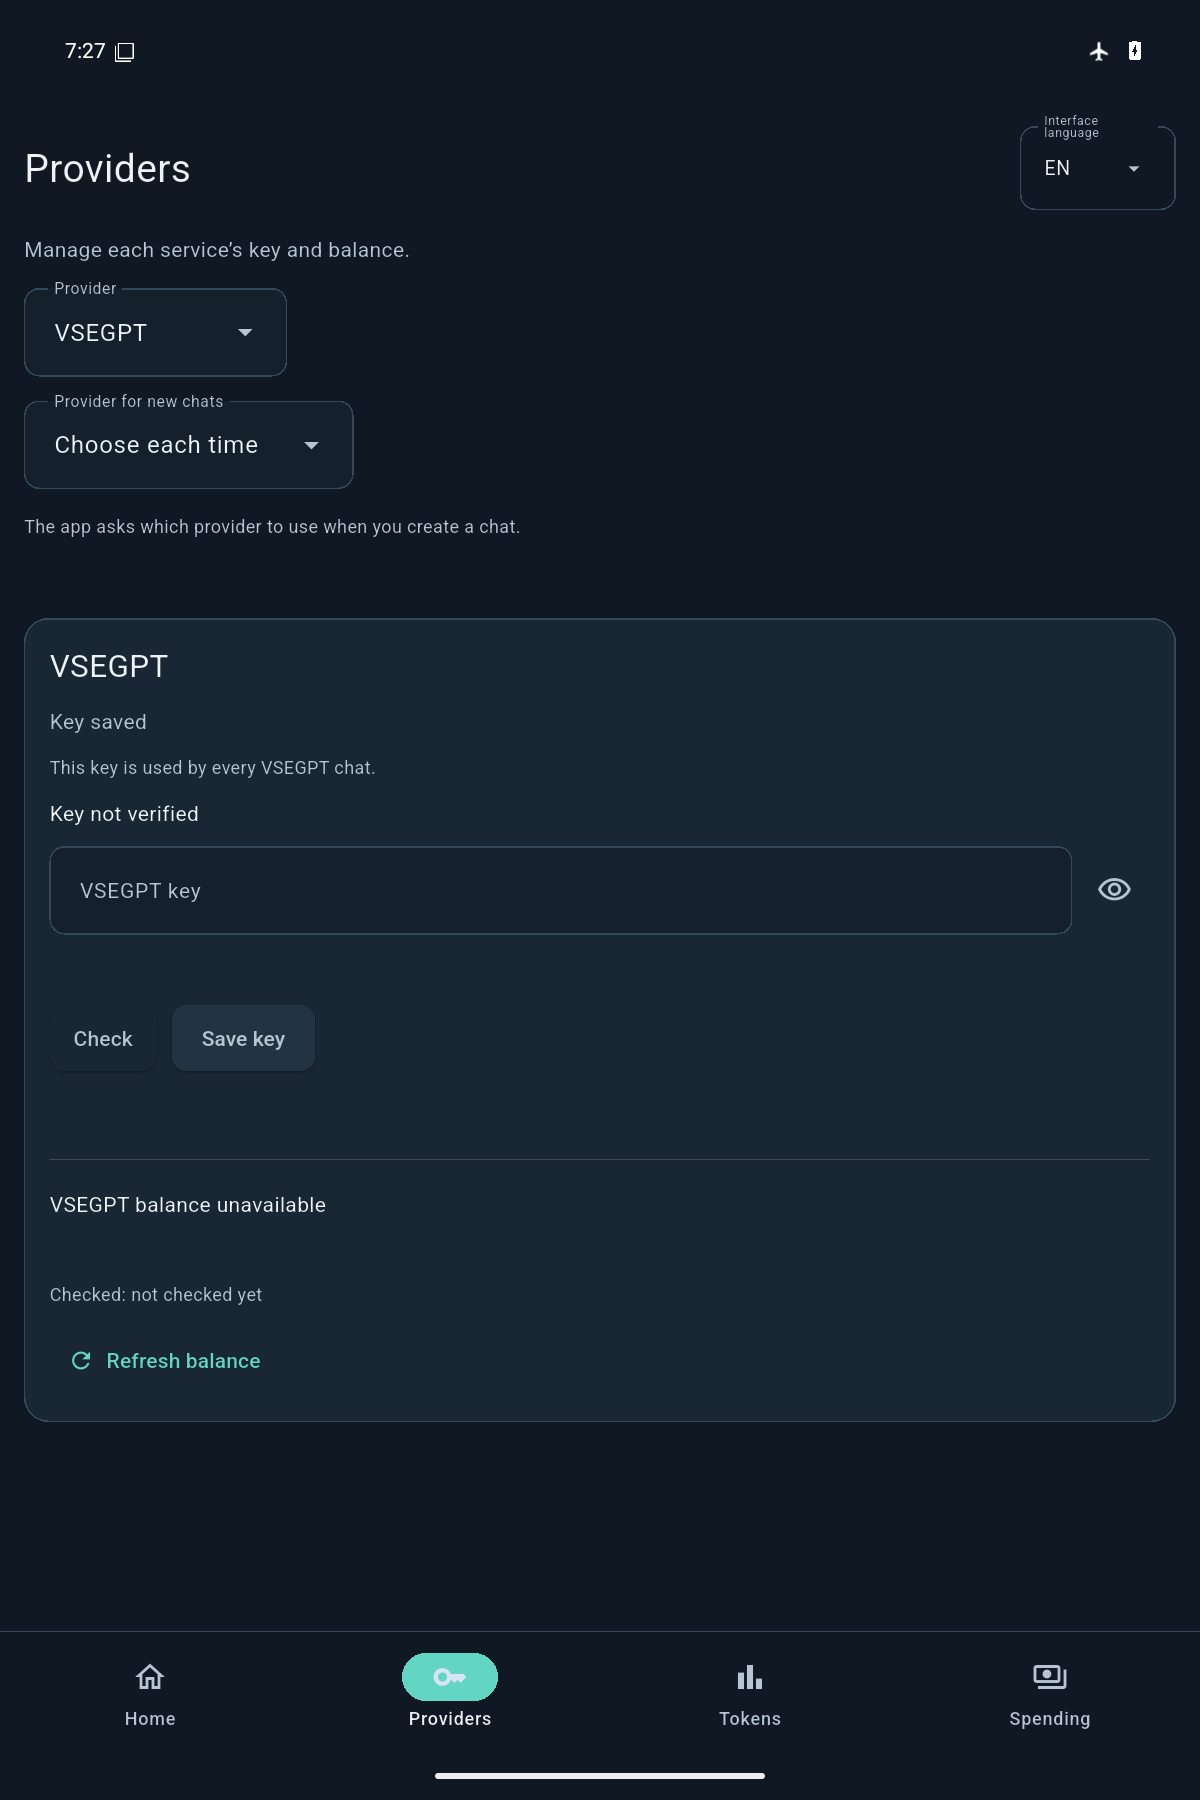 7:27
Interface
language
Providers
EN
Manage each service’s key and balance.
Provider
VSEGPT
Provider for new chats
Choose each time
The app asks which provider to use when you create a chat.
VSEGPT
Key saved
This key is used by every VSEGPT chat.
Key not verified
VSEGPT key
Check
Save key
VSEGPT balance unavailable
Checked: not checked yet
Refresh balance
Home
Providers
Tokens
Spending